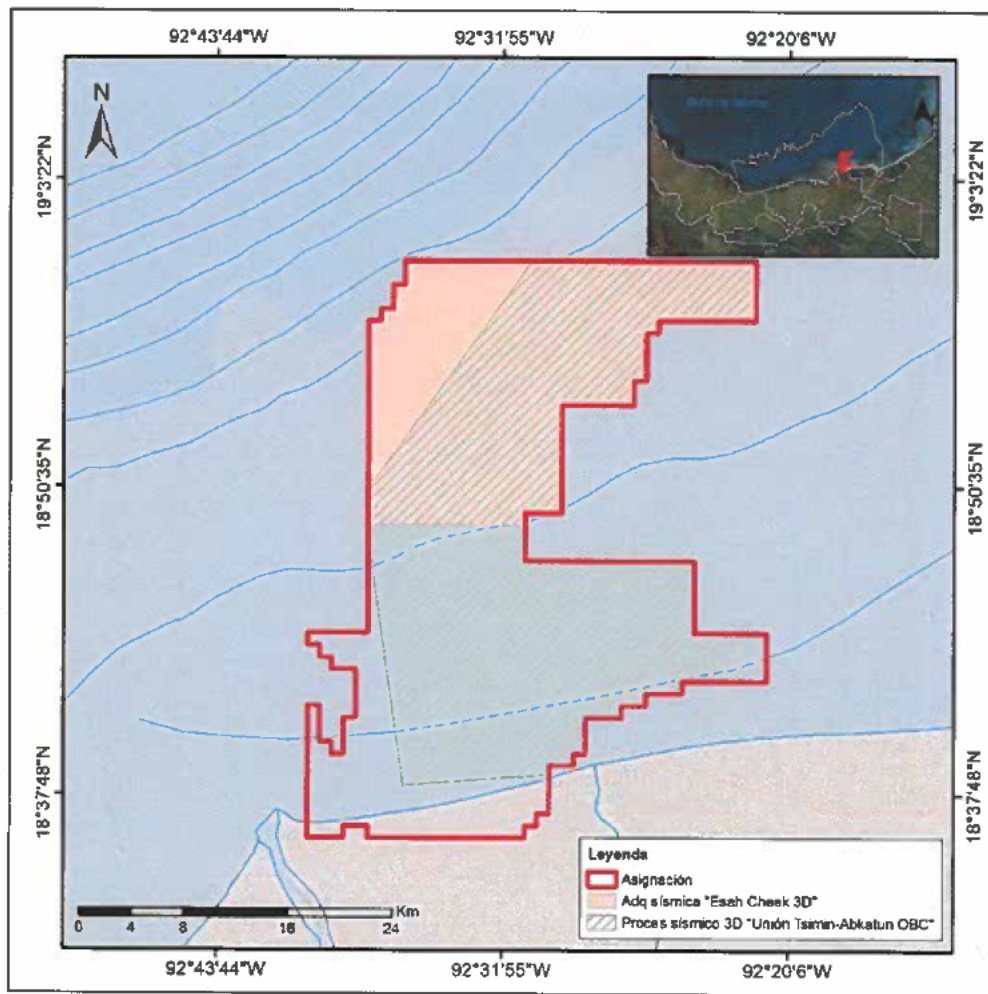 92°43'44"W 92°31'55"W 92°20'6"W
N
19°3'22"N
19°3'22"N
18°50'35"N
18°50'35"N
18°37'48"N
18°37'48"N
Leyenda
Asignación
Adq sísmica "Esah Cheek 3D"
Proces sísmico 3D "Unión Tsimin-Abkatun OBC"
Km
0 4 8 16 24
92°43'44"W 92°31'55"W 92°20'6"W